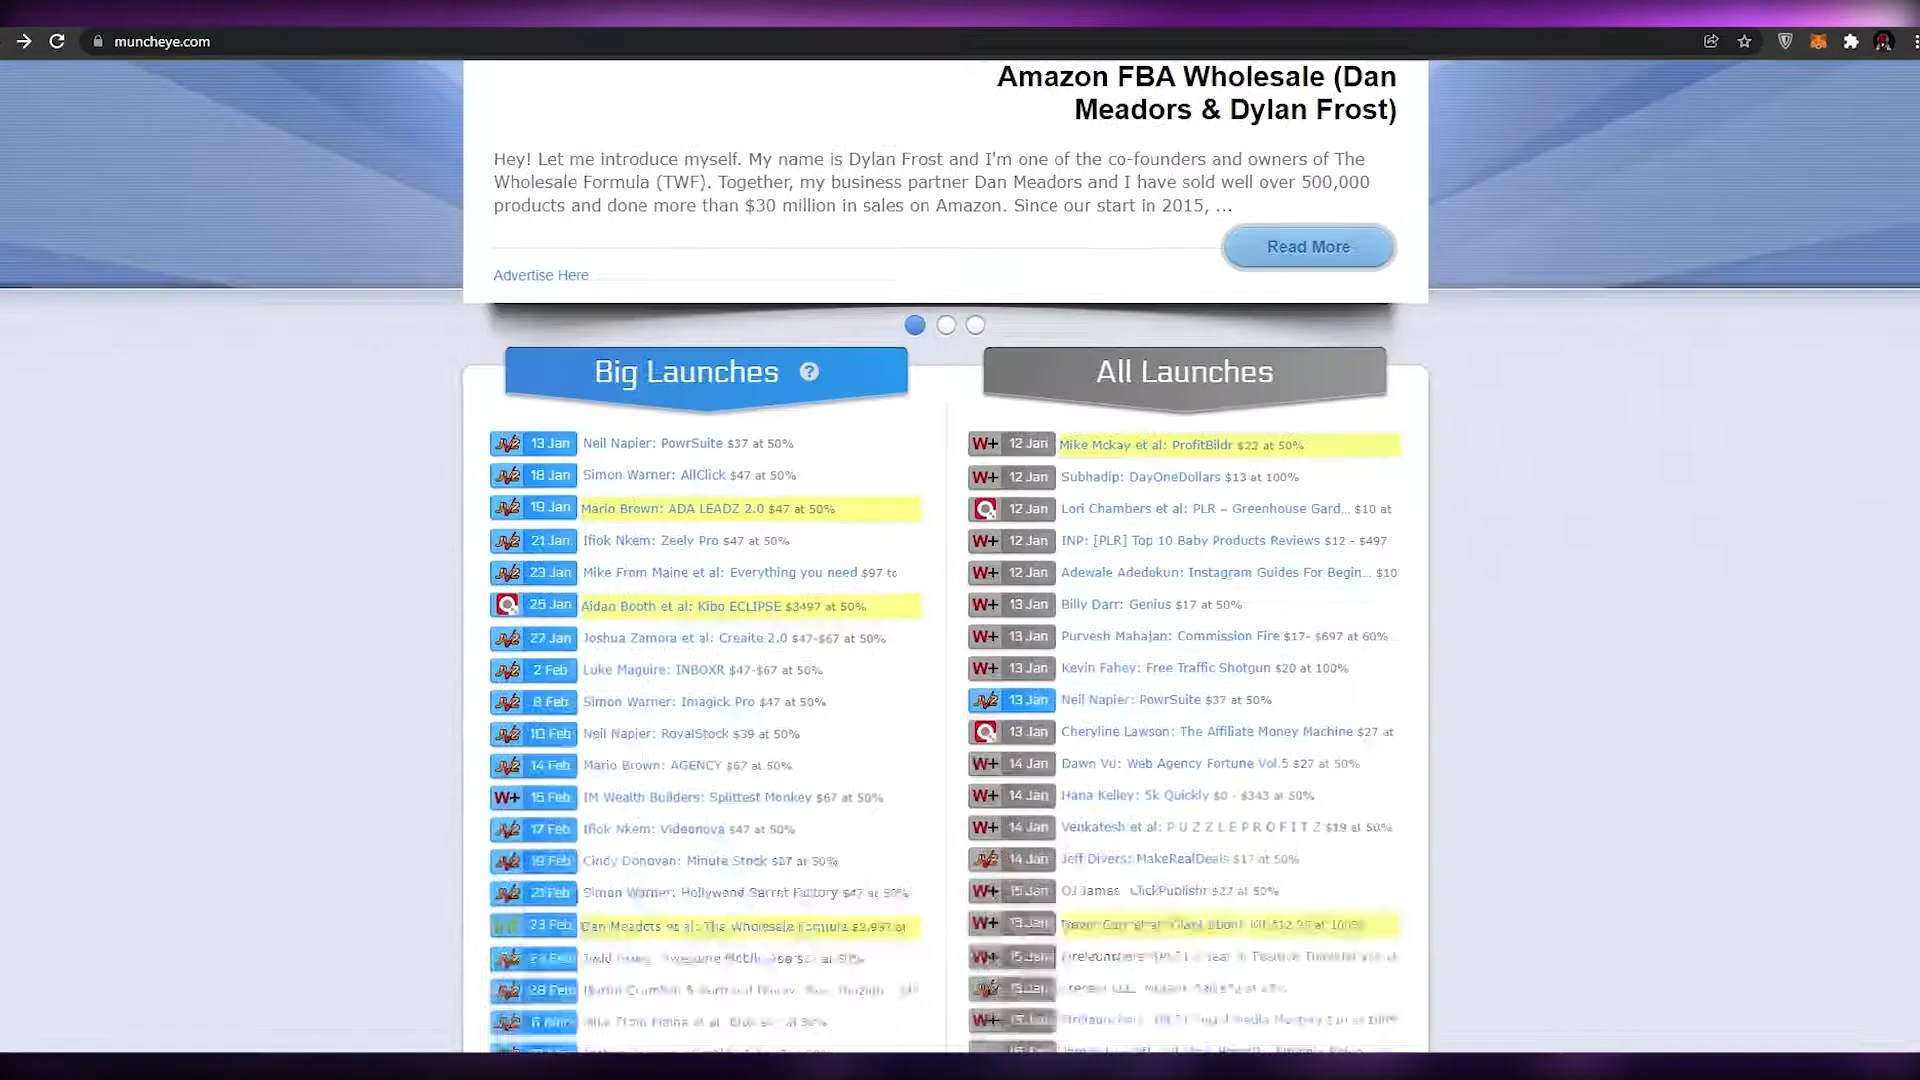 muncheye.com
Amazon FBA Wholesale (Dan
Meadors & Dylan Frost)
Hey! Let me introduce myself. My name is Dylan Frost and I'm one of the co-founders and owners of The
Wholesale Formula (TWF). Together, my business partner Dan Meadors and I have sold well over 500,000
products and done more than $30 million in sales on Amazon. Since our start in 2015, ...
Read More
Advertise Here
Big Launches ?
13 Jan Neil Napier: PowrSuite $37 at 50%
18 Jan Simon Warner: AllClick $47 at 50%
19 Jan Mario Brown: ADA LEADZ 2.0 $47 at 50%
21 Jan Ifiok Nkem: Zeely Pro $47 at 50%
23 Jan Mike From Maine et al: Everything you need $97 to
25 Jan Aidan Booth et al: Kibo ECLIPSE $3497 at 50%
27 Jan Joshua Zamora et al: Creaite 2.0 $47-$67 at 50%
2 Feb Luke Maguire: INBOXR $47-$67 at 50%
8 Feb Simon Warner: Imagick Pro $47 at 50%
10 Feb Neil Napier: RoyalStock $39 at 50%
14 Feb Mario Brown: AGENCY $67 at 50%
W+ 15 Feb IM Wealth Builders: Splittest Monkey $67 at 50%
17 Feb Ifiok Nkem: Videonova $47 at 50%
19 Feb Cindy Donovan: Minute Stock at 50%
21 Feb Simon Warner: Hollywood Factory $47 at 50%
23 Feb Dan Meadors et al: The Wholesale Formula at
28 Feb
All Launches
W+ 12 Jan Mike Mckay et al: ProfitBildr $22 at 50%
W+ 12 Jan Subhadip: DayOneDollars $13 at 100%
12 Jan Lori Chambers et al: PLR – Greenhouse Gard... $10 at
W+ 12 Jan INP: [PLR] Top 10 Baby Products Reviews $12 - $497
W+ 12 Jan Adewale Adedokun: Instagram Guides For Begin... $10
W+ 13 Jan Billy Darr: Genius $17 at 50%
W+ 13 Jan Purvesh Mahajan: Commission Fire $17- $697 at 60%
W+ 13 Jan Kevin Fahey: Free Traffic Shotgun $20 at 100%
13 Jan Neil Napier: PowrSuite $37 at 50%
13 Jan Cheryline Lawson: The Affiliate Money Machine $27 at
W+ 14 Jan Dawn Vu: Web Agency Fortune Vol.5 $27 at 50%
W+ 14 Jan Hana Kelley: 5k Quickly $0 - $343 at 50%
W+ 14 Jan Venkatesh et al: P U Z Z L E P R O F I T Z $19 at 50%
14 Jan Jeff Divers: MakeRealDeals $17 at 50%
W+ 15 Jan OJ James ClickPublishr at 50%
W+
W+ 15 Jan
W+